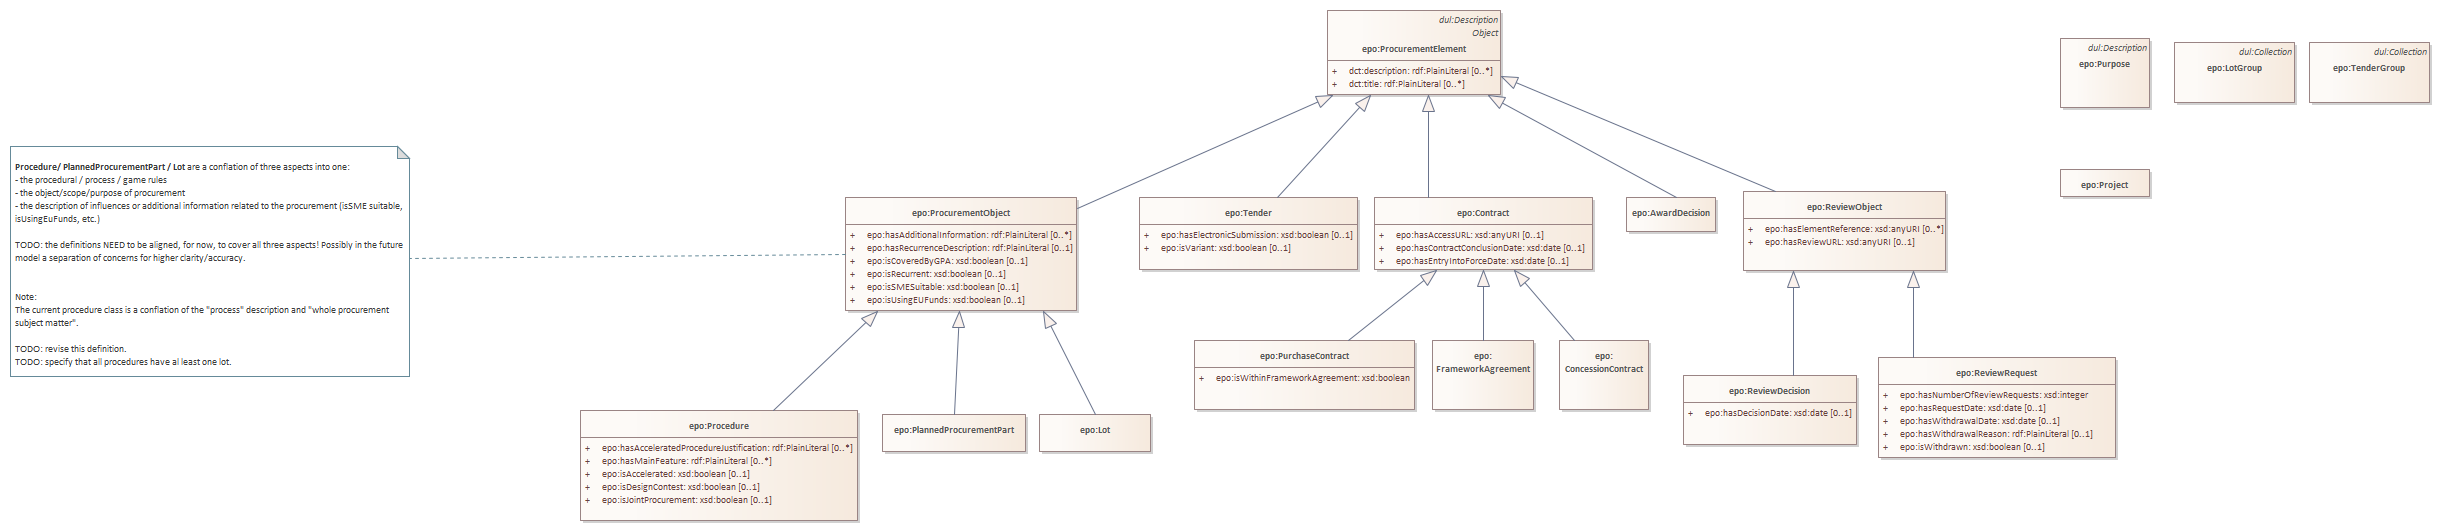 dul:Description
Object
epo:ProcurementElement
+ dct:description: rdf:PlainLiteral [0..*]
+ dct:title: rdf:PlainLiteral [0..*]
dul:Description
epo:Purpose
dul:Collection
epo:LotGroup
dul:Collection
epo:TenderGroup
epo:Project
Procedure/ PlannedProcurementPart / Lot are a conflation of three aspects into one:
- the procedural / process / game rules
- the object/scope/purpose of procurement
- the description of influences or additional information related to the procurement (isSME suitable,
isUsingEuFunds, etc.)
TODO: the definitions NEED to be aligned, for now, to cover all three aspects! Possibly in the future
model a separation of concerns for higher clarity/accuracy.
Note:
The current procedure class is a conflation of the "process" description and "whole procurement
subject matter".
TODO: revise this definition.
TODO: specify that all procedures have al least one lot.
epo:ProcurementObject
+ epo:hasAdditionalInformation: rdf:PlainLiteral [0..*]
+ epo:hasRecurrenceDescription: rdf:PlainLiteral [0..1]
+ epo:isCoveredByGPA: xsd:boolean [0..1]
+ epo:isRecurrent: xsd:boolean [0..1]
+ epo:isSMESuitable: xsd:boolean [0..1]
+ epo:isUsingEUFunds: xsd:boolean [0..1]
epo:Tender
+ epo:hasElectronicSubmission: xsd:boolean [0..1]
+ epo:isVariant: xsd:boolean [0..1]
epo:Contract
+ epo:hasAccessURL: xsd:anyURI [0..1]
+ epo:hasContractConclusionDate: xsd:date [0..1]
+ epo:hasEntryIntoForceDate: xsd:date [0..1]
epo:AwardDecision
epo:ReviewObject
+ epo:hasElementReference: xsd:anyURI [0..*]
+ epo:hasReviewURL: xsd:anyURI [0..1]
epo:PurchaseContract
+ epo:isWithinFrameworkAgreement: xsd:boolean
epo:
FrameworkAgreement
epo:
ConcessionContract
epo:ReviewDecision
+ epo:hasDecisionDate: xsd:date [0..1]
epo:ReviewRequest
+ epo:hasNumberOfReviewRequests: xsd:integer
+ epo:hasRequestDate: xsd:date [0..1]
+ epo:hasWithdrawalDate: xsd:date [0..1]
+ epo:hasWithdrawalReason: rdf:PlainLiteral [0..1]
+ epo:isWithdrawn: xsd:boolean [0..1]
epo:Procedure
+ epo:hasAcceleratedProcedureJustification: rdf:PlainLiteral [0..*]
+ epo:hasMainFeature: rdf:PlainLiteral [0..*]
+ epo:isAccelerated: xsd:boolean [0..1]
+ epo:isDesignContest: xsd:boolean [0..1]
+ epo:isJointProcurement: xsd:boolean [0..1]
epo:PlannedProcurementPart
epo:Lot